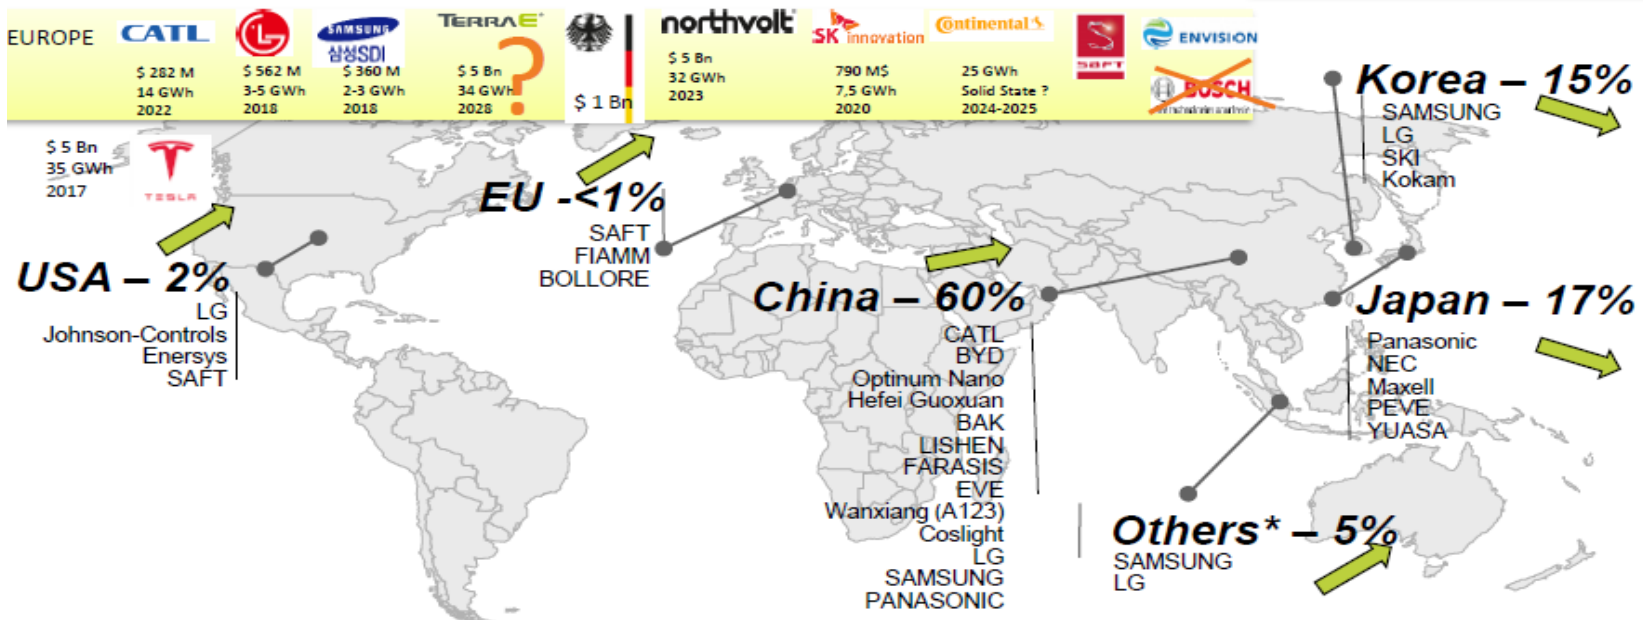 EUROPE
CATL
$ 282 M
14 GWh
2022
LG
$ 562 M
3-5 GWh
2018
SAMSUNG
삼성SDI
$ 360 M
2-3 GWh
2018
TERRAE
$ 5 Bn
34 GWh
2028
?
$ 1 Bn
northvolt
$ 5 Bn
32 GWh
2023
SK innovation
790 M$
7,5 GWh
2020
Continental
25 GWh
Solid State ?
2024-2025
SAFT
ENVISION
BOSCH
$ 5 Bn
35 GWh
2017
TESLA
USA – 2%
LG
Johnson-Controls
Enersys
SAFT
EU -<1%
SAFT
FIAMM
BOLLORE
China – 60%
CATL
BYD
Optinum Nano
Hefei Guoxuan
BAK
LISHEN
FARASIS
EVE
Wanxiang (A123)
Coslight
LG
SAMSUNG
PANASONIC
Korea – 15%
SAMSUNG
LG
SKI
Kokam
Japan – 17%
Panasonic
NEC
Maxell
PEVE
YUASA
Others* – 5%
SAMSUNG
LG